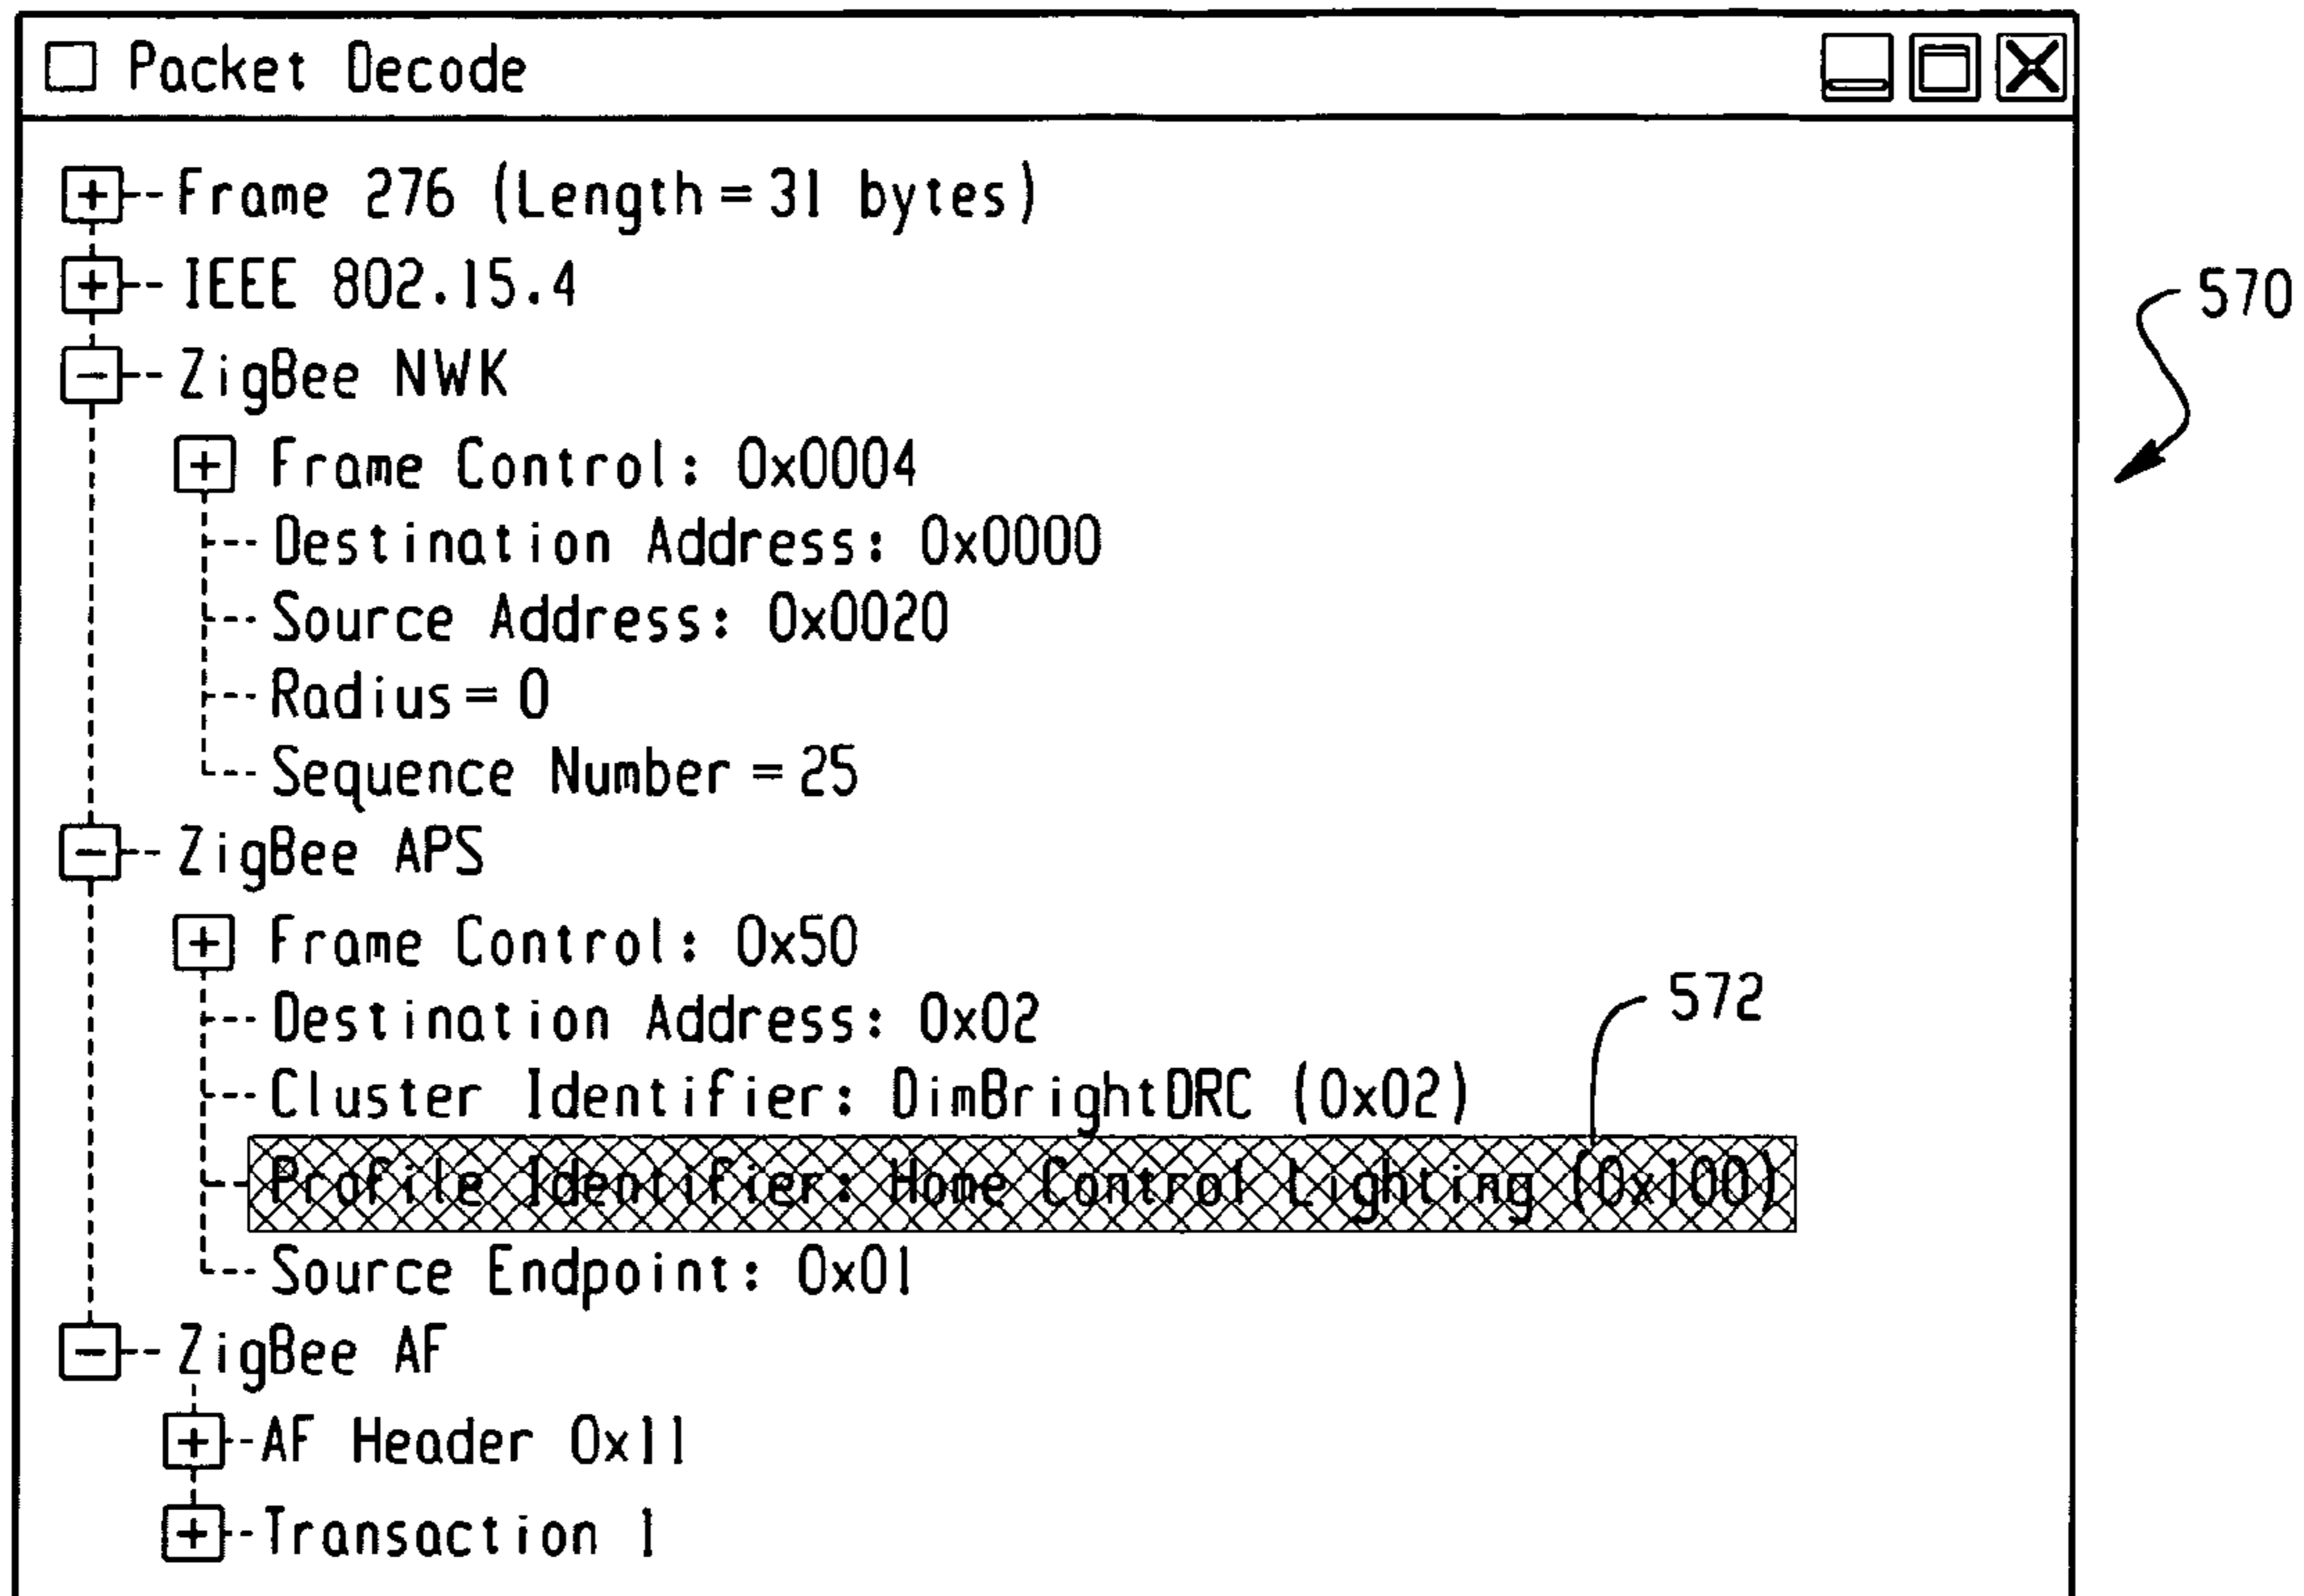 Packet Decode
Frame 276 (Length=31 bytes)
IEEE 802.15.4
570
ZigBee NWK
Frame Control: 0x0004
Destination Address: 0x0000
Source Address: 0x0020
Radius=0
Sequence Number=25
ZigBee APS
Frame Control: 0x50
572
Destination Address: 0x02
Cluster Identifier: DimBrightDRC (0x02)
Profile Identifier: Home Control Lighting (0x100)
Source Endpoint: 0x01
ZigBee AF
AF Header 0x11
Transaction 1